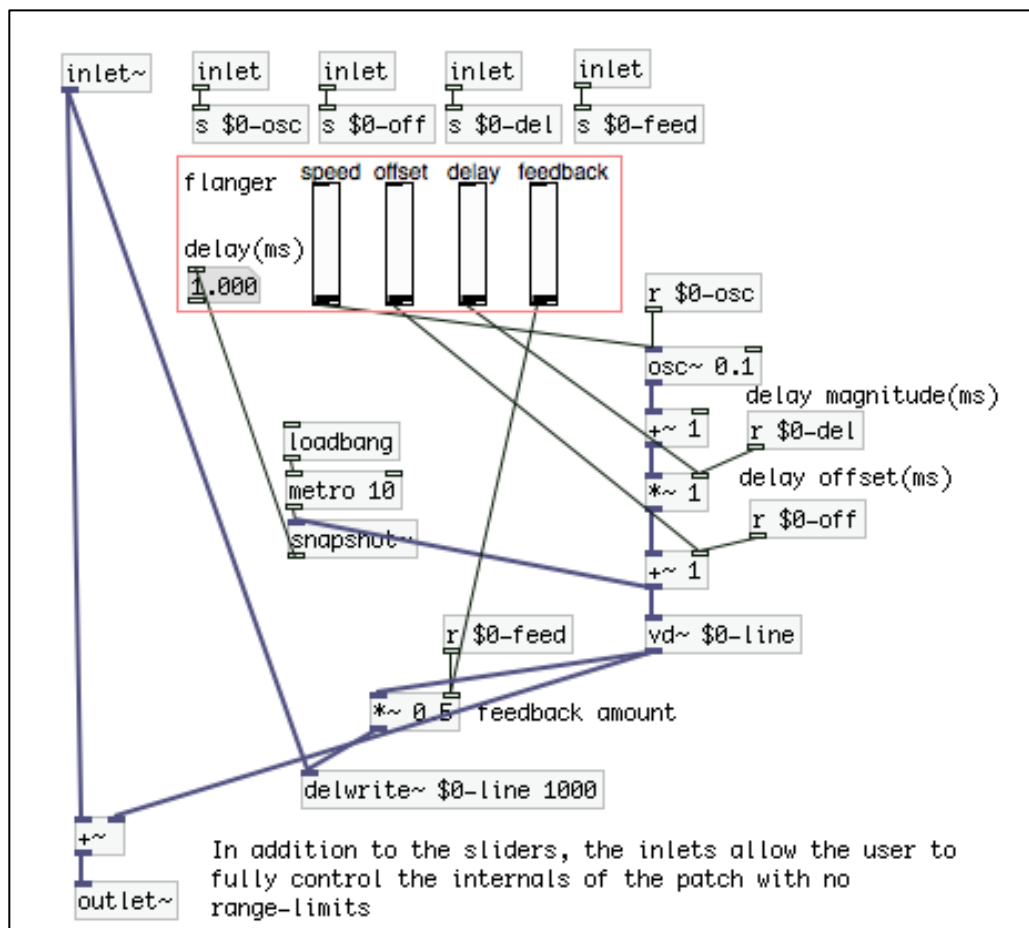 inlet~
inlet
inlet
inlet
inlet
s $0-osc
s $0-off
s $0-del
s $0-feed
flanger
speed
offset
delay
feedback
delay(ms)
1.000
r $0-osc
osc~ 0.1
delay magnitude(ms)
+~ 1
r $0-del
loadbang
delay offset(ms)
metro 10
*~ 1
r $0-off
snapshot~
+~ 1
r $0-feed
vd~ $0-line
*~ 0.5
feedback amount
delwrite~ $0-line 1000
+~
In addition to the sliders, the inlets allow the user to
fully control the internals of the patch with no
range-limits
outlet~